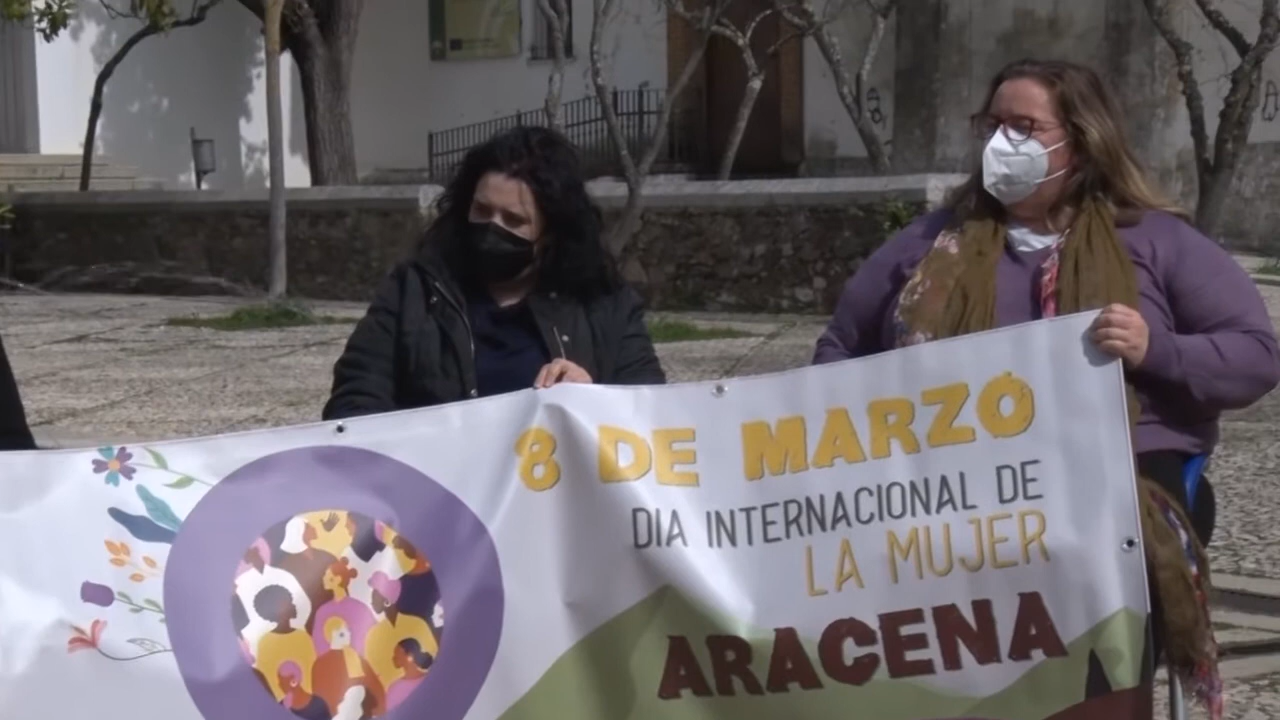 8 DE MARZO
DIA INTERNACIONAL DE
LA MUJER
ARACENA